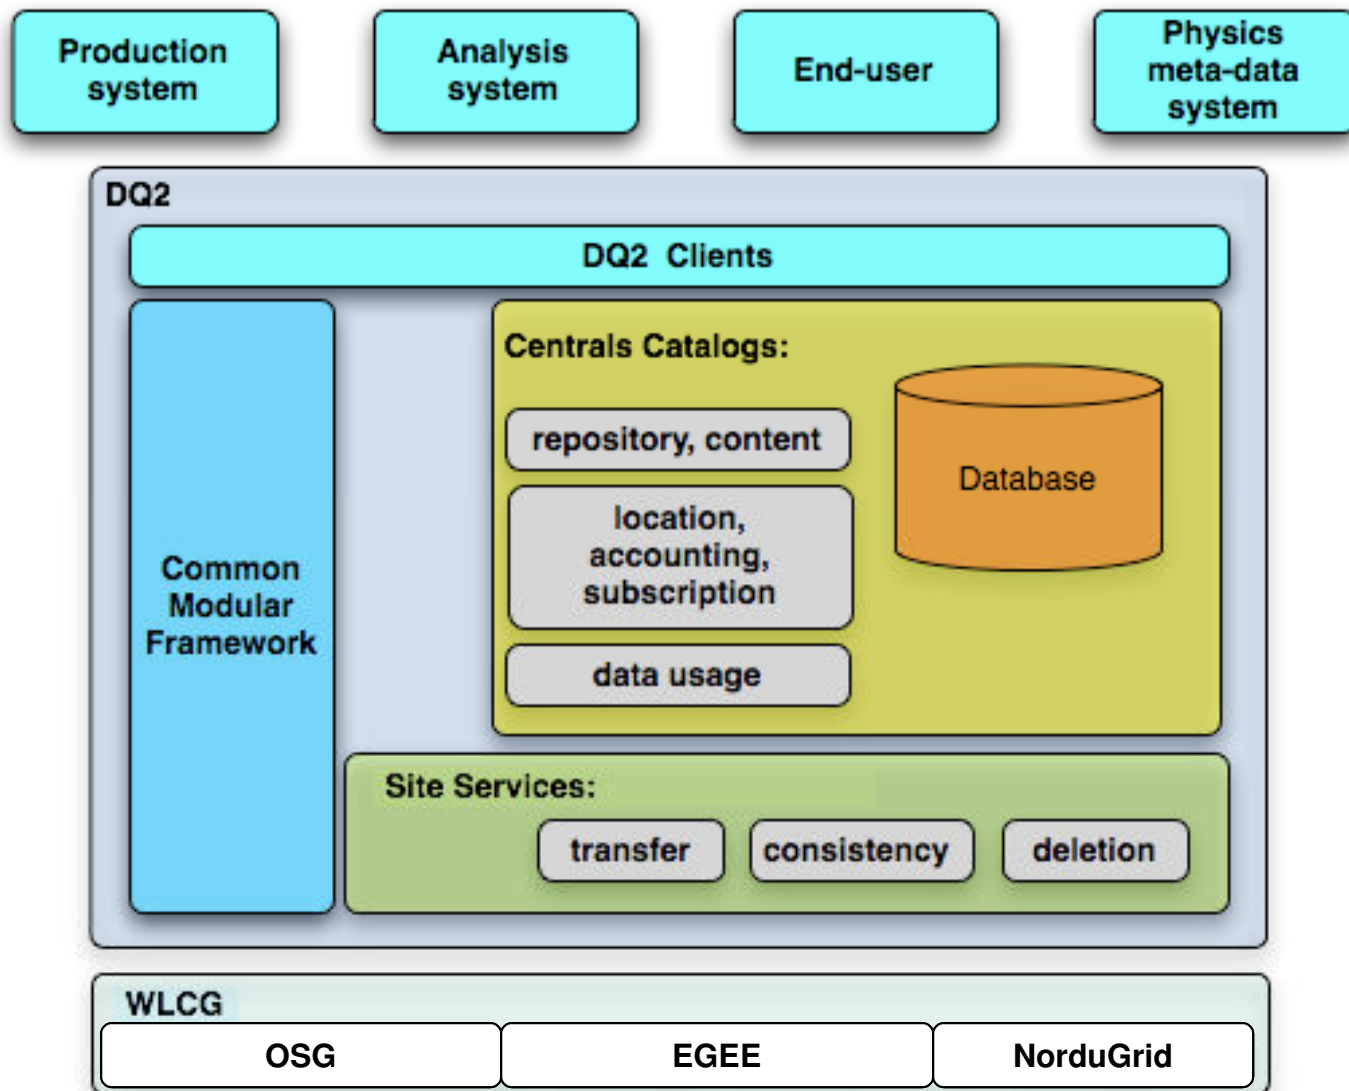 Production
system
Analysis
system
End-user
Physics
meta-data
system
DQ2
DQ2 Clients
Common
Modular
Framework
Centrals Catalogs:
repository, content
location,
accounting,
subscription
data usage
Database
Site Services:
transfer
consistency
deletion
WLCG
OSG
EGEE
NorduGrid